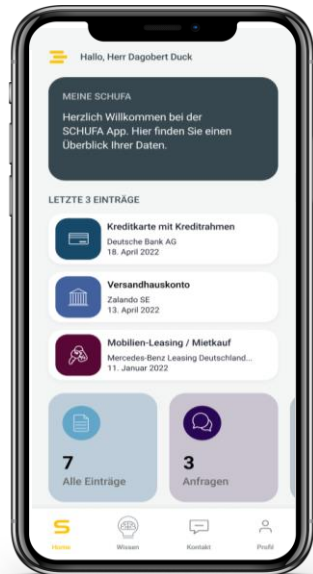 Hallo, Herr Dagobert Duck
MEINE SCHUFA
Herzlich Willkommen bei der
SCHUFA App. Hier finden Sie einen
Überblick Ihrer Daten.
LETZTE 3 EINTRÄGE
Kreditkarte mit Kreditrahmen
Deutsche Bank AG
18. April 2022
Versandhauskonto
Zalando SE
13. April 2022
Mobilien-Leasing / Mietkauf
Mercedes-Benz Leasing Deutschland...
11. Januar 2022
7
Alle Einträge
3
Anfragen
S
Home
Wissen
Kontakt
Profil